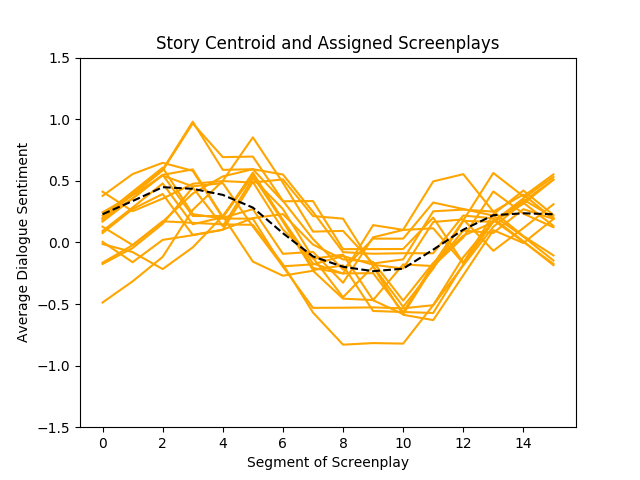 Story Centroid and Assigned Screenplays
Average Dialogue Sentiment
1.5
1.0
0.5
0.0
−0.5
−1.0
−1.5
0 2 4 6 8 10 12 14
Segment of Screenplay